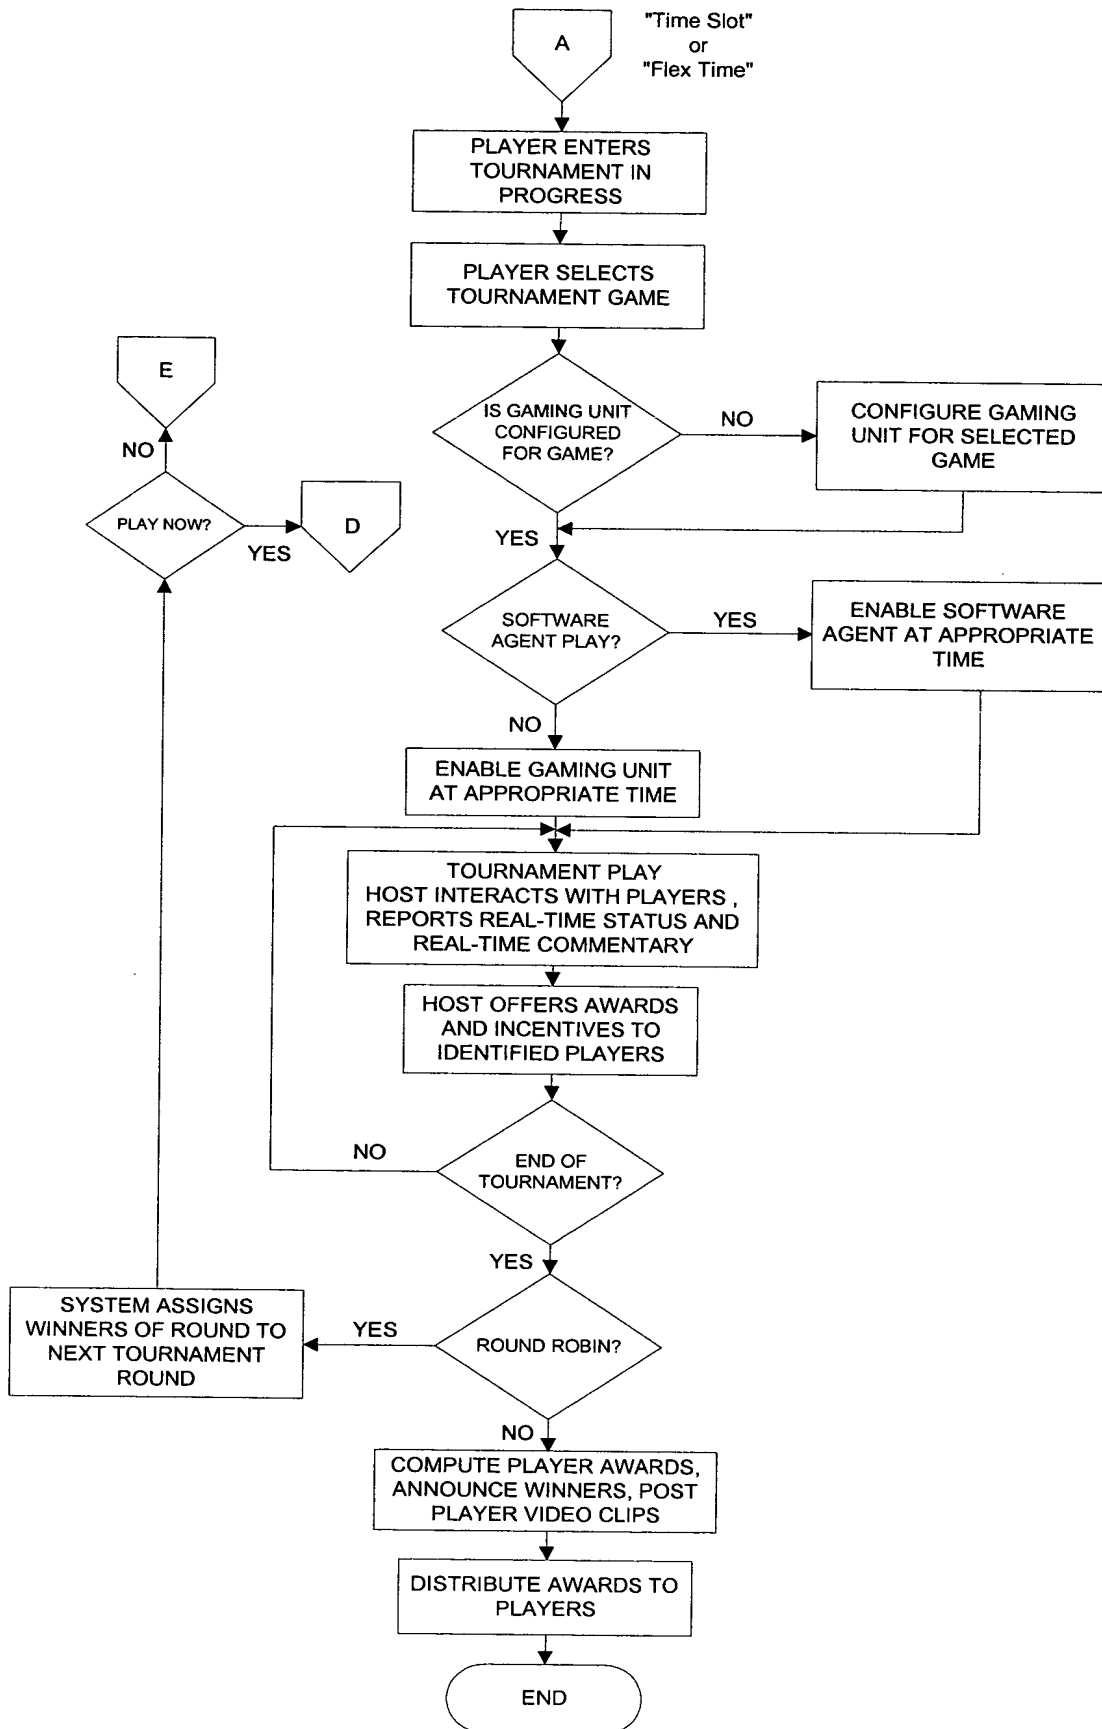 A
"Time Slot"
or
"Flex Time"
PLAYER ENTERS
TOURNAMENT IN
PROGRESS
PLAYER SELECTS
TOURNAMENT GAME
E
IS GAMING UNIT
CONFIGURED
FOR GAME?
NO
CONFIGURE GAMING
UNIT FOR SELECTED
GAME
NO
PLAY NOW?
YES
D
YES
SOFTWARE
AGENT PLAY?
YES
ENABLE SOFTWARE
AGENT AT APPROPRIATE
TIME
NO
ENABLE GAMING UNIT
AT APPROPRIATE TIME
TOURNAMENT PLAY
HOST INTERACTS WITH PLAYERS ,
REPORTS REAL-TIME STATUS AND
REAL-TIME COMMENTARY
HOST OFFERS AWARDS
AND INCENTIVES TO
IDENTIFIED PLAYERS
NO
END OF
TOURNAMENT?
YES
SYSTEM ASSIGNS
WINNERS OF ROUND TO
NEXT TOURNAMENT
ROUND
YES
ROUND ROBIN?
NO
COMPUTE PLAYER AWARDS,
ANNOUNCE WINNERS, POST
PLAYER VIDEO CLIPS
DISTRIBUTE AWARDS TO
PLAYERS
END